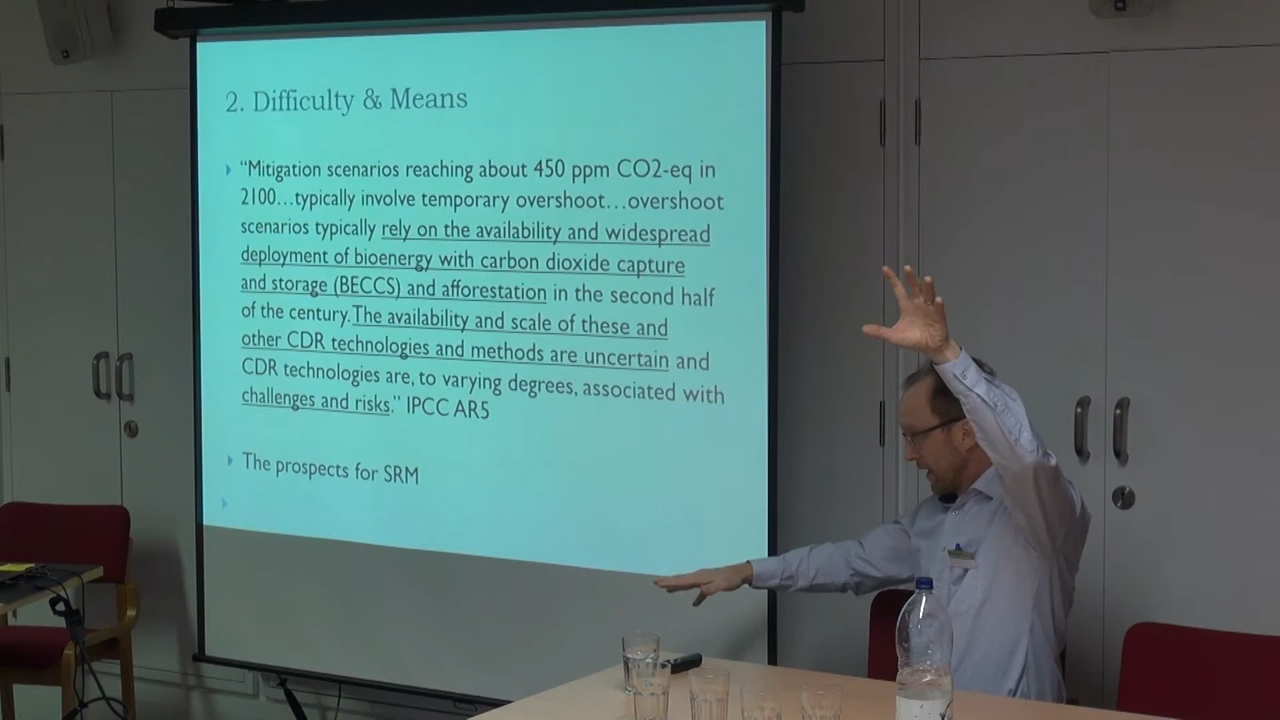 2. Difficulty & Means
“Mitigation scenarios reaching about 450 ppm CO2-eq in
2100…typically involve temporary overshoot…overshoot
scenarios typically rely on the availability and widespread
deployment of bioenergy with carbon dioxide capture
and storage (BECCS) and afforestation in the second half
of the century. The availability and scale of these and
other CDR technologies and methods are uncertain and
CDR technologies are, to varying degrees, associated with
challenges and risks.” IPCC AR5
The prospects for SRM